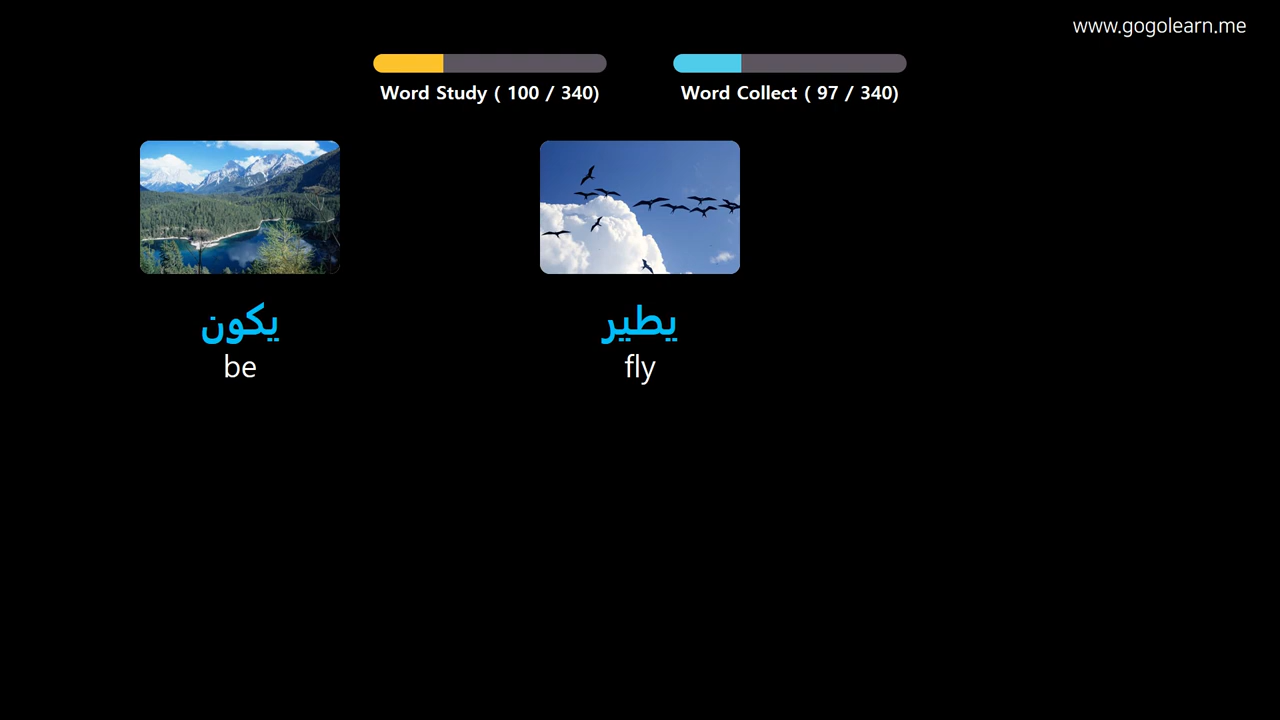 www.gogolearn.me
Word Study ( 100 / 340)
Word Collect ( 97 / 340)
يكون
be
يطير
fly